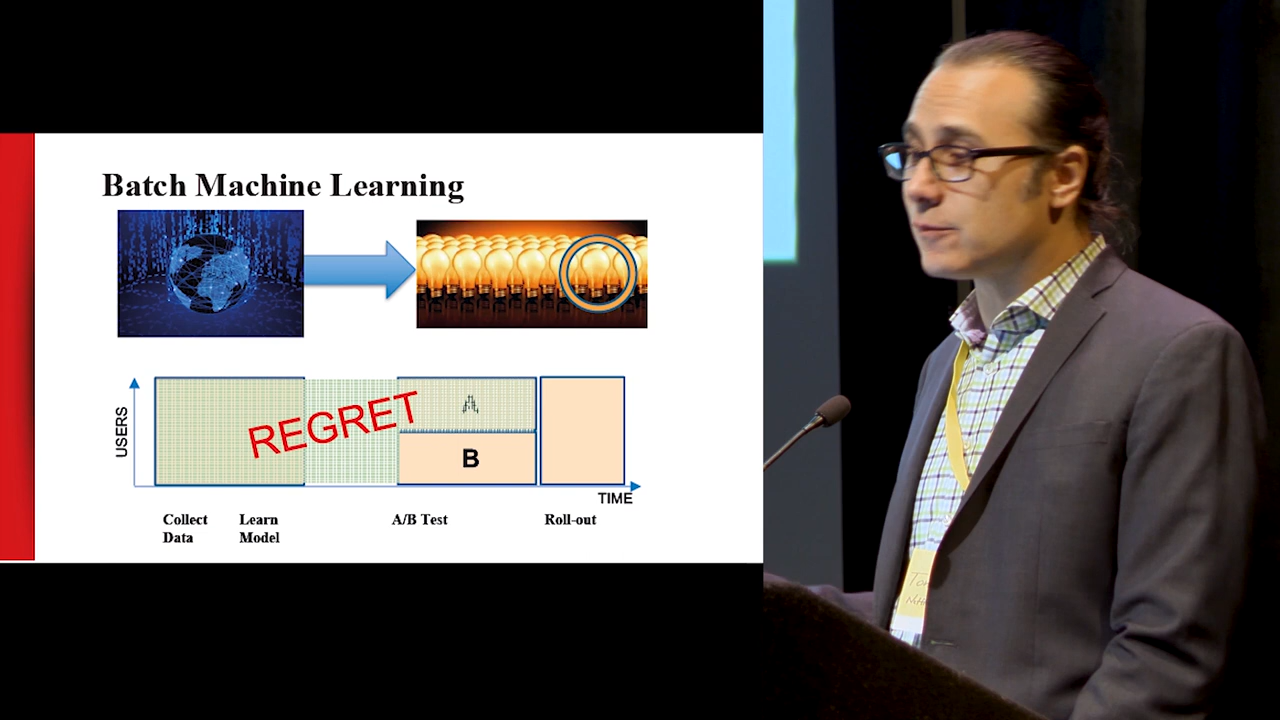 Batch Machine Learning
USERS
REGRET
A
B
TIME
Collect Data
Learn Model
A/B Test
Roll-out